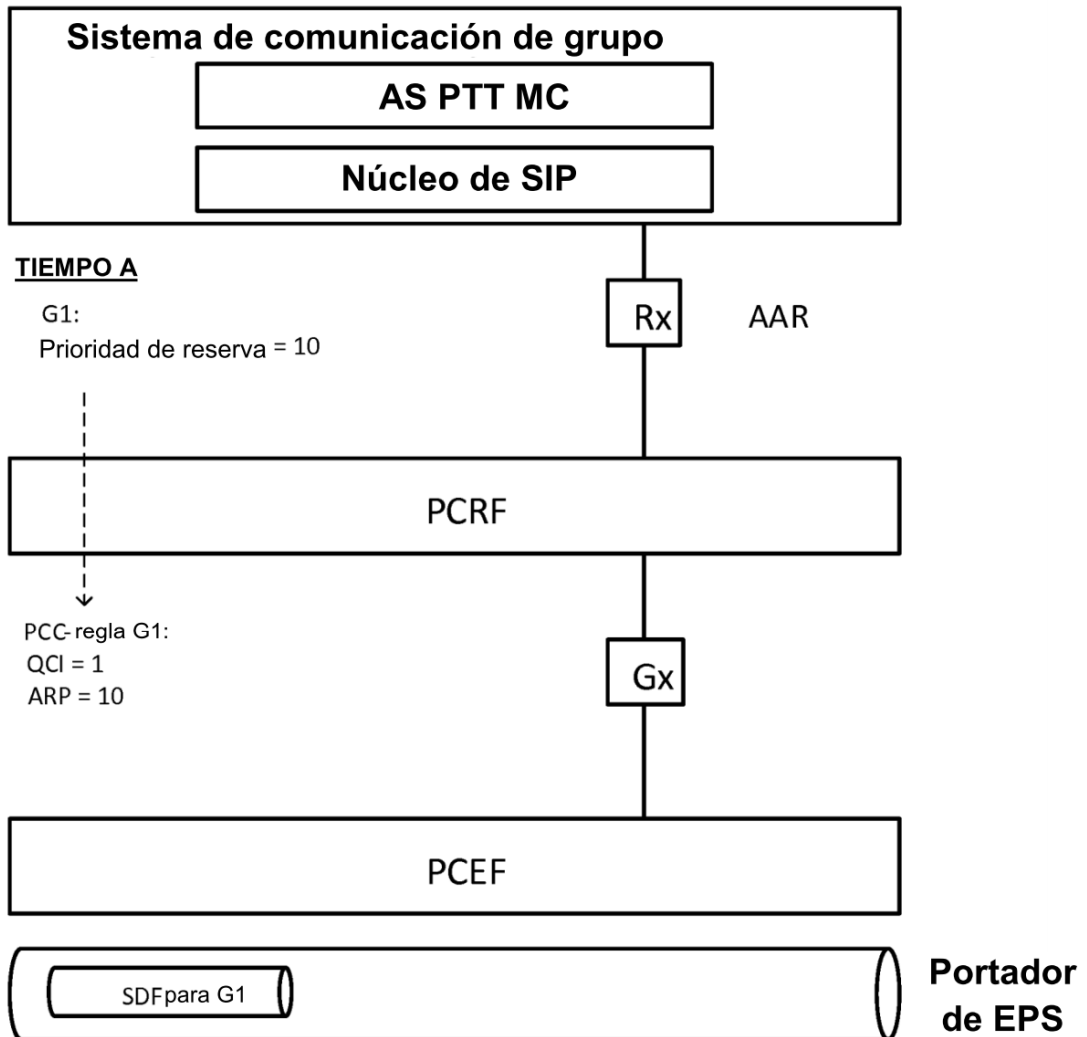 Sistema de comunicación de grupo
AS PTT MC
Núcleo de SIP
TIEMPO A
G1:
Prioridad de reserva = 10
Rx
AAR
PCRF
PCC-regla G1:
QCI = 1
ARP = 10
Gx
PCEF
SDF para G1
Portador
de EPS